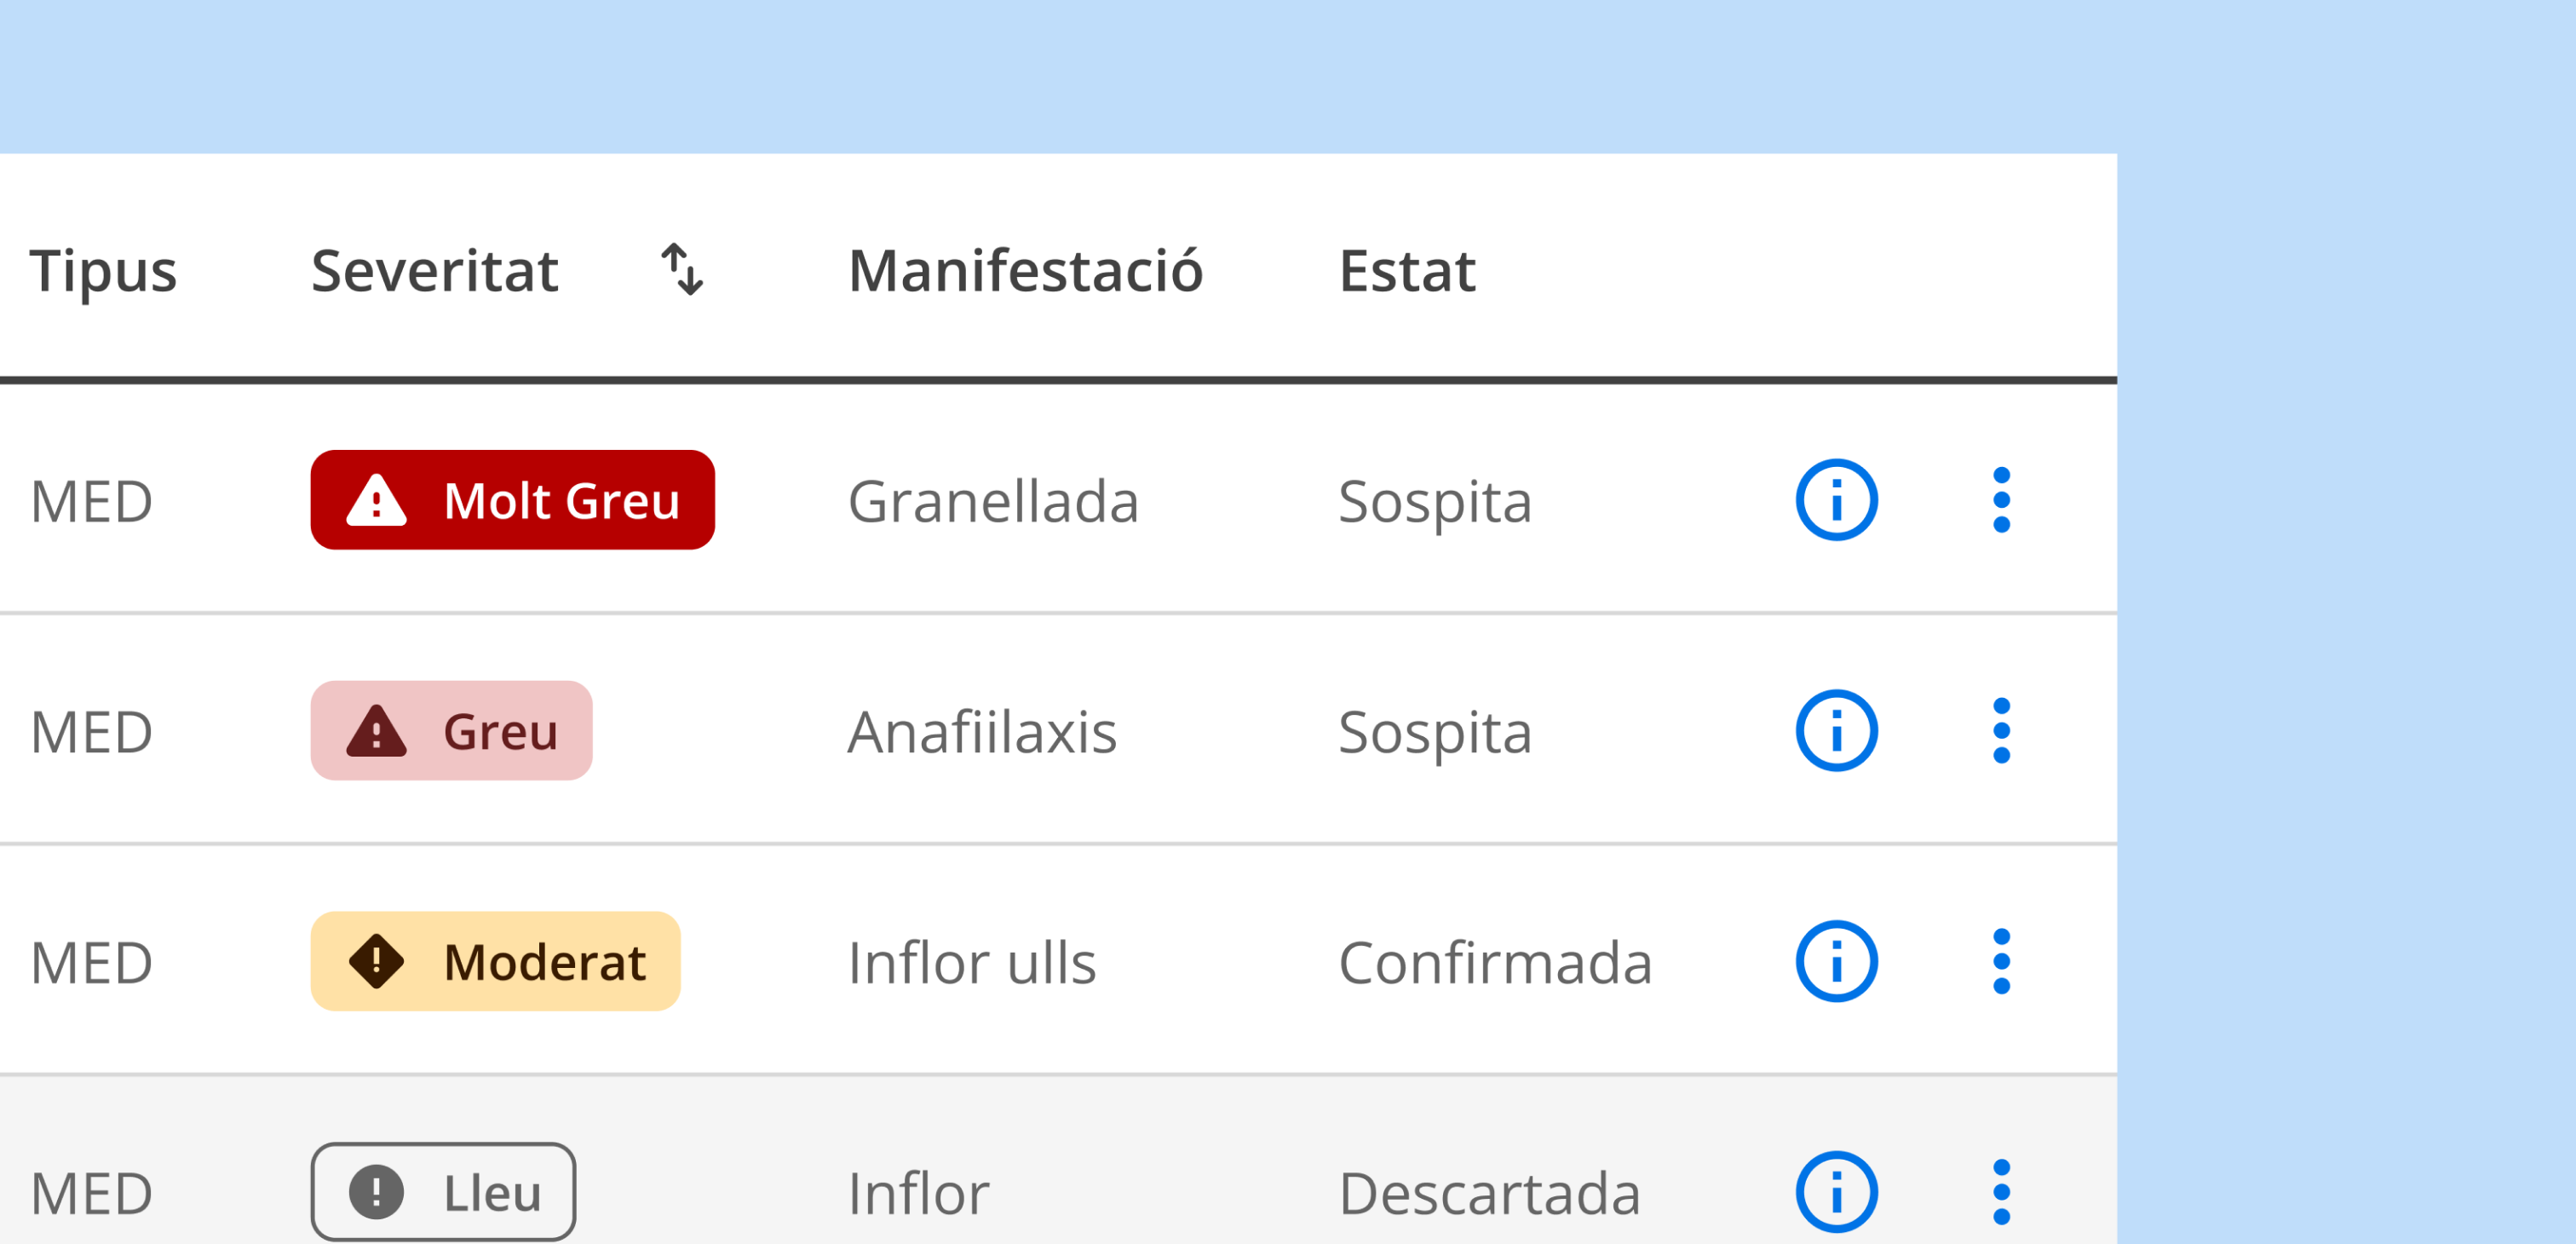 Tipus Severitat Manifestació Estat
MED Molt Greu Granellada Sospita
MED Greu Anafiilaxis Sospita
MED Moderat Inflor ulls Confirmada
MED Lleu Inflor Descartada